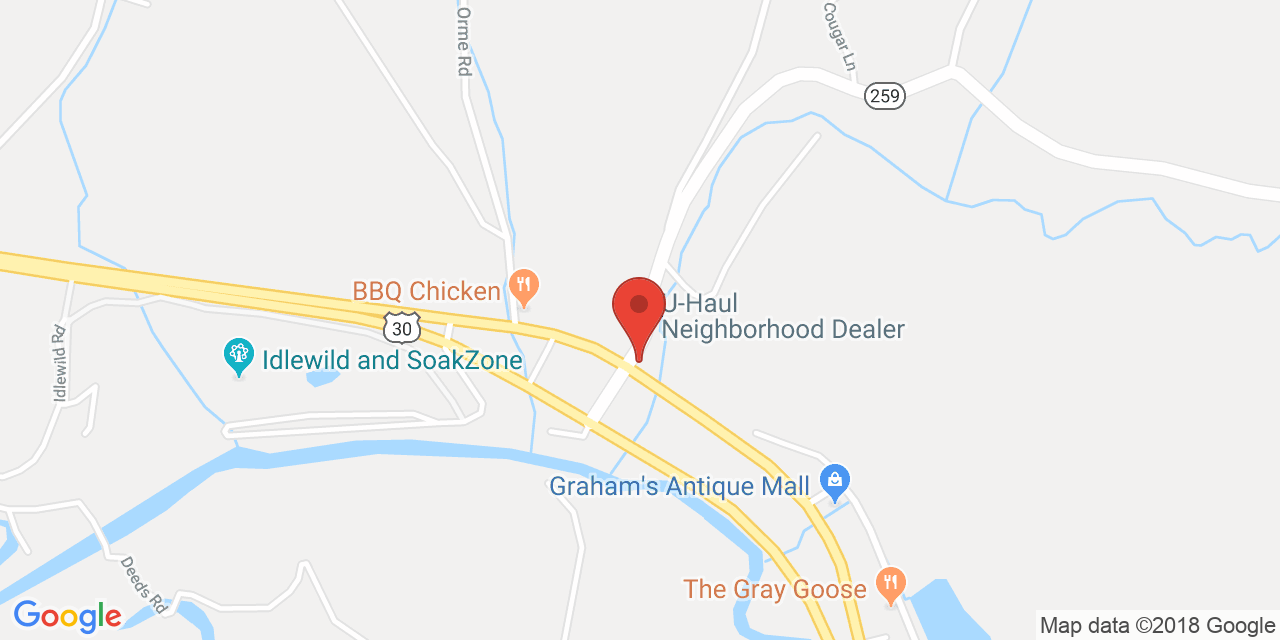 Orme Rd
Cougar Ln
259
BBQ Chicken
U-Haul
Neighborhood Dealer
30
Idlewild Rd
Idlewild and SoakZone
Graham's Antique Mall
Deeds Rd
The Gray Goose
Google
Map data ©2018 Google